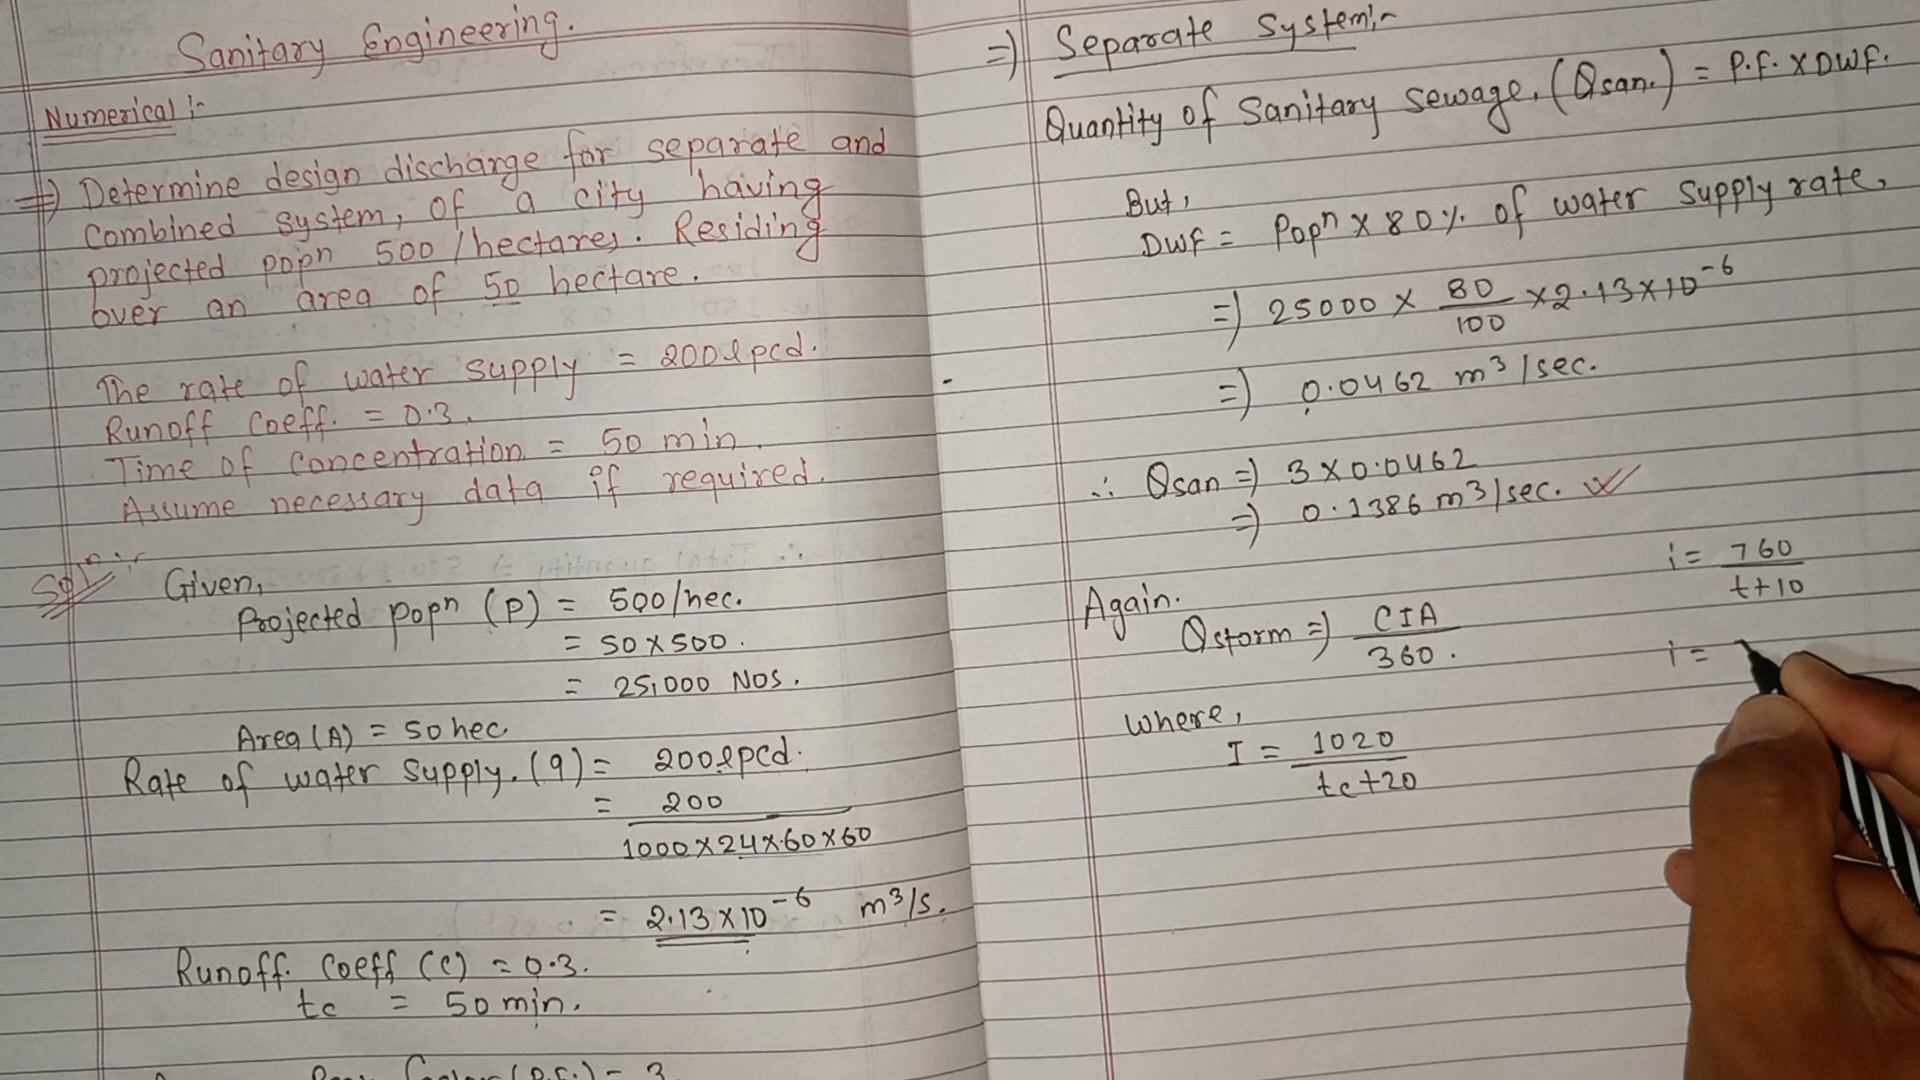 Sanitary Engineering.
Numerical :-
=) Determine design discharge for separate and
combined system, of a city having
projected popn 500/hectares. Residing
over an area of 50 hectare.
The rate of water supply = 200lpcd.
Runoff Coeff. = 0.3.
Time of Concentration = 50 min.
Assume necessary data if required.
Soln:-
Given,
Projected popn (P) = 500/hec.
= 50 x 500.
= 25,000 Nos.
Area (A) = 50 hec.
Rate of water supply. (q) = 200lpcd.
= 200
1000 x 24 x 60 x 60
= 2.13 x 10-6 m3/s.
Runoff. Coeff (C) = 0.3.
tc = 50 min.
(P.F.) = 3
=) Separate System:-
Quantity of Sanitary sewage, (Qsan.) = P.F. x DWF.
But,
DWF = Popn x 80% of water supply rate,
=) 25000 x 80/100 x 2.13 x 10-6
=) 0.0462 m3/sec.
∴ Qsan =) 3 x 0.0462
=) 0.1386 m3/sec.
Again.
Qstorm =) CIA/360.
i = 760/t+10
i =
where,
I = 1020/tc+20